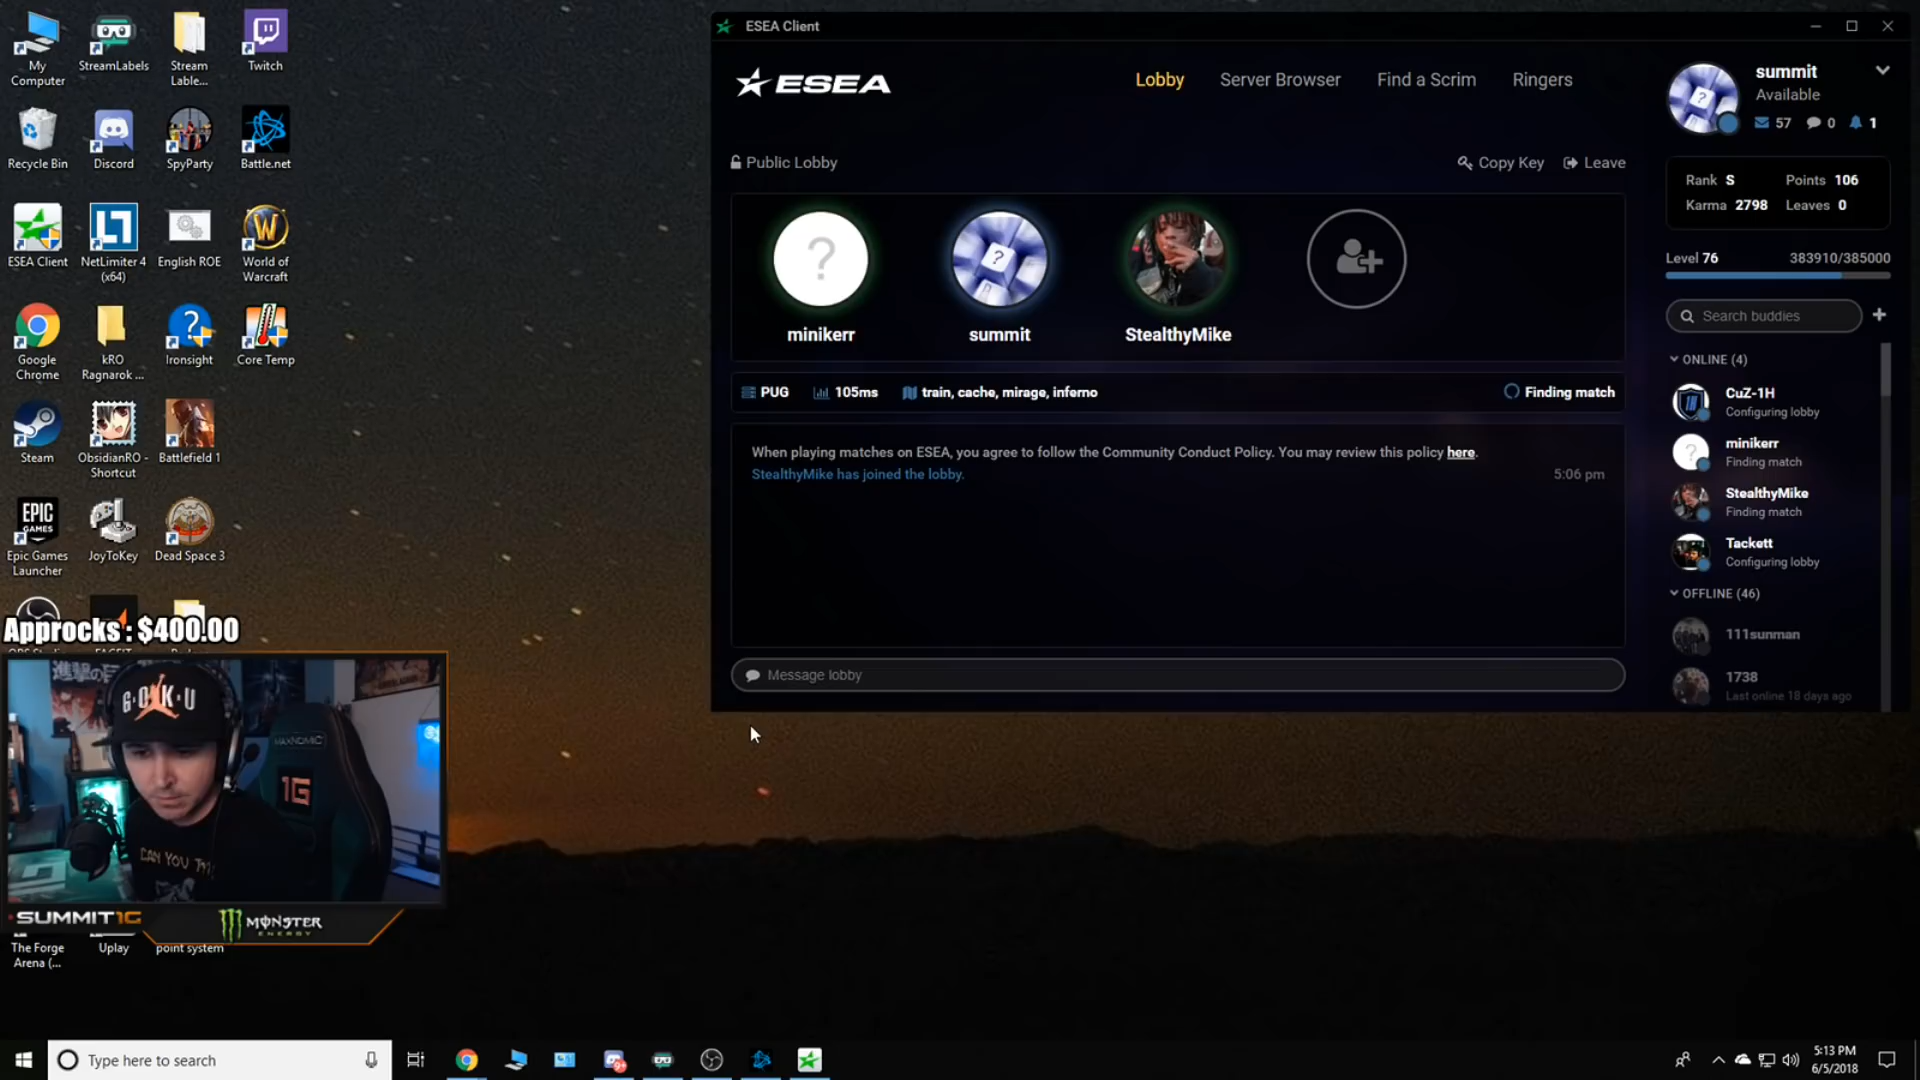 ESEA Client
My Computer
StreamLabels
Stream Lable...
Twitch
ESEA
Lobby
Server Browser
Find a Scrim
Ringers
summit
Available
57
0
1
Recycle Bin
Discord
SpyParty
Battle.net
Public Lobby
Copy Key
Leave
Rank S
Points 106
Karma 2798
Leaves 0
minikerr
summit
StealthyMike
Level 76
383910/385000
Search buddies
ESEA Client
NetLimiter 4 (x64)
English ROE
World of Warcraft
Google Chrome
kRO Ragnarok ...
Ironsight
Core Temp
PUG
105ms
train, cache, mirage, inferno
Finding match
ONLINE (4)
CuZ-1H
Configuring lobby
minikerr
Finding match
StealthyMike
Finding match
Tackett
Configuring lobby
OFFLINE (46)
111sunman
1738
Last online 18 days ago
When playing matches on ESEA, you agree to follow the Community Conduct Policy. You may review this policy here.
StealthyMike has joined the lobby.
5:06 pm
Steam
ObsidianRO - Shortcut
Battlefield 1
EPIC GAMES
Epic Games Launcher
JoyToKey
Dead Space 3
Approcks : $400.00
Message lobby
進撃の
G·O·K·U
MAXNOMIC
1G
CAN YOU
SUMMIT1G
MONSTER
ENERGY
The Forge Arena (...
Uplay
point system
Type here to search
5:13 PM
6/5/2018